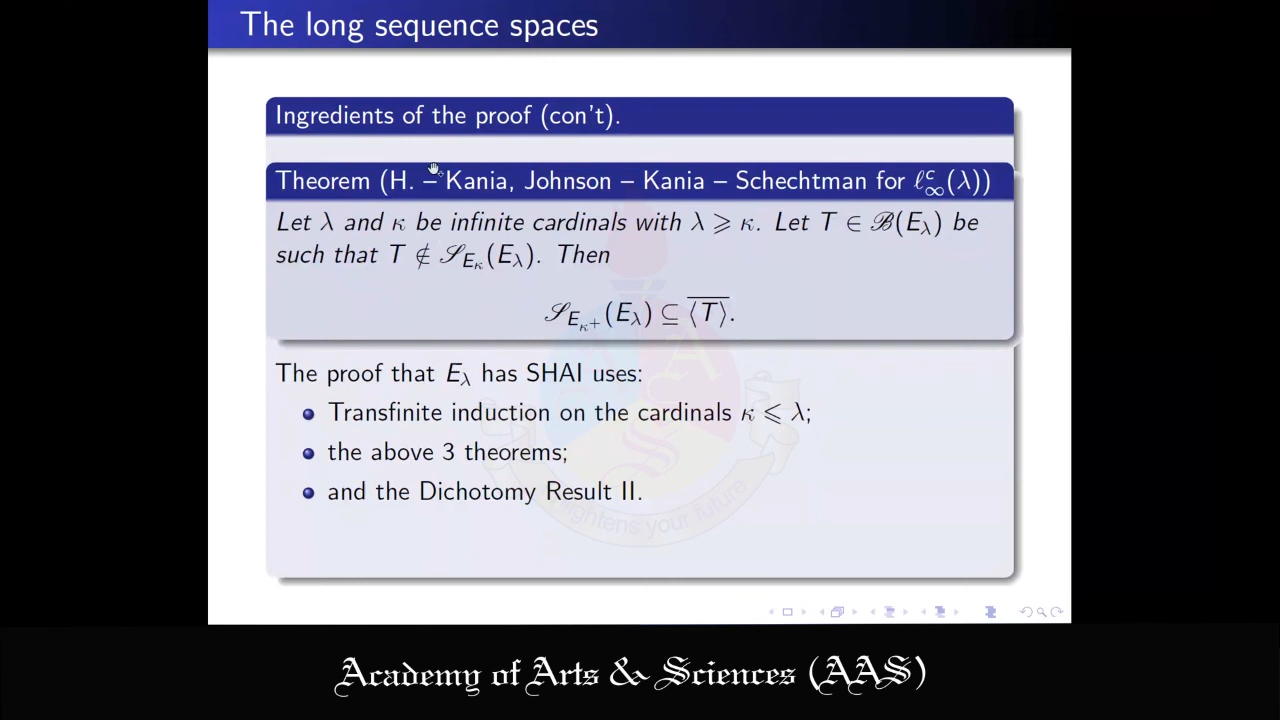 The long sequence spaces
Ingredients of the proof (con't).
Theorem (H. – Kania, Johnson – Kania – Schechtman for ℓ^c_∞(λ))
Let λ and κ be infinite cardinals with λ ⩾ κ. Let T ∈ ℬ(E_λ) be
such that T ∉ 𝒮_{E_κ}(E_λ). Then
𝒮_{E_{κ^+}}(E_λ) ⊆ \overline{⟨T⟩}.
The proof that E_λ has SHAI uses:
Transfinite induction on the cardinals κ ⩽ λ;
the above 3 theorems;
and the Dichotomy Result II.
ightens your future
Academy of Arts & Sciences (AAS)